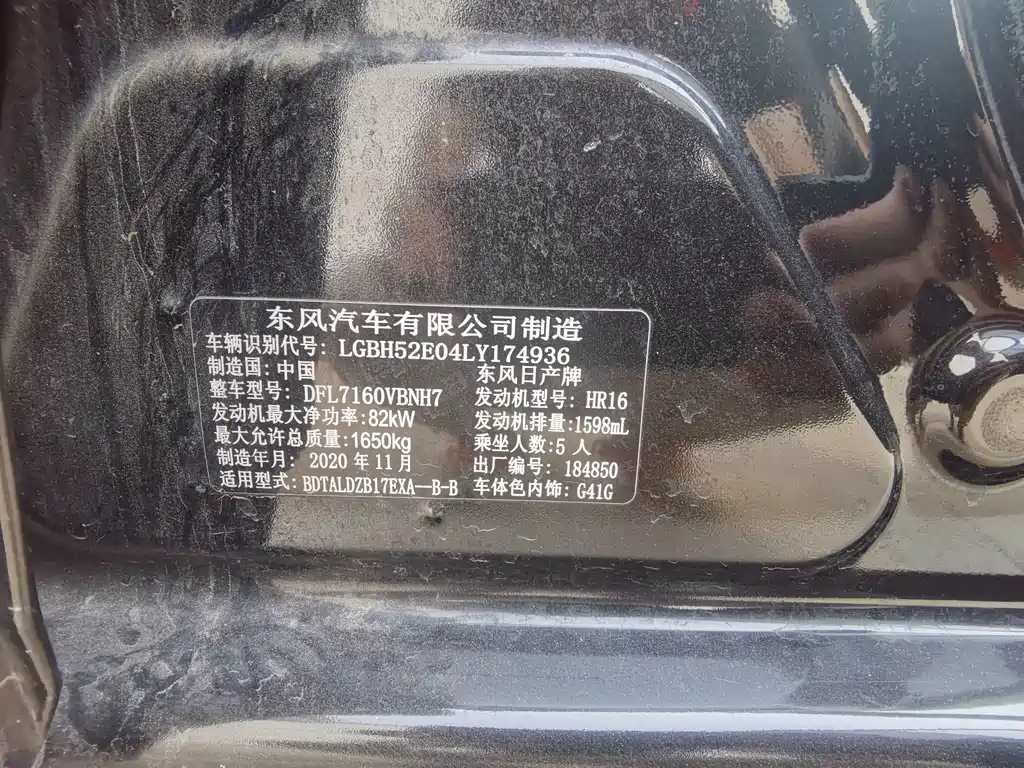 东风汽车有限公司制造
车辆识别代号: LGBH52E04LY174936
制造国: 中国 东风日产牌
整车型号: DFL7160VBNH7 发动机型号: HR16
发动机最大净功率:82kW 发动机排量:1598mL
最大允许总质量:1650kg 乘坐人数:5 人
制造年月: 2020 年 11 月 出厂编号: 184850
适用型式:BDTALDZB17EXA--B-B 车体色内饰:G41G